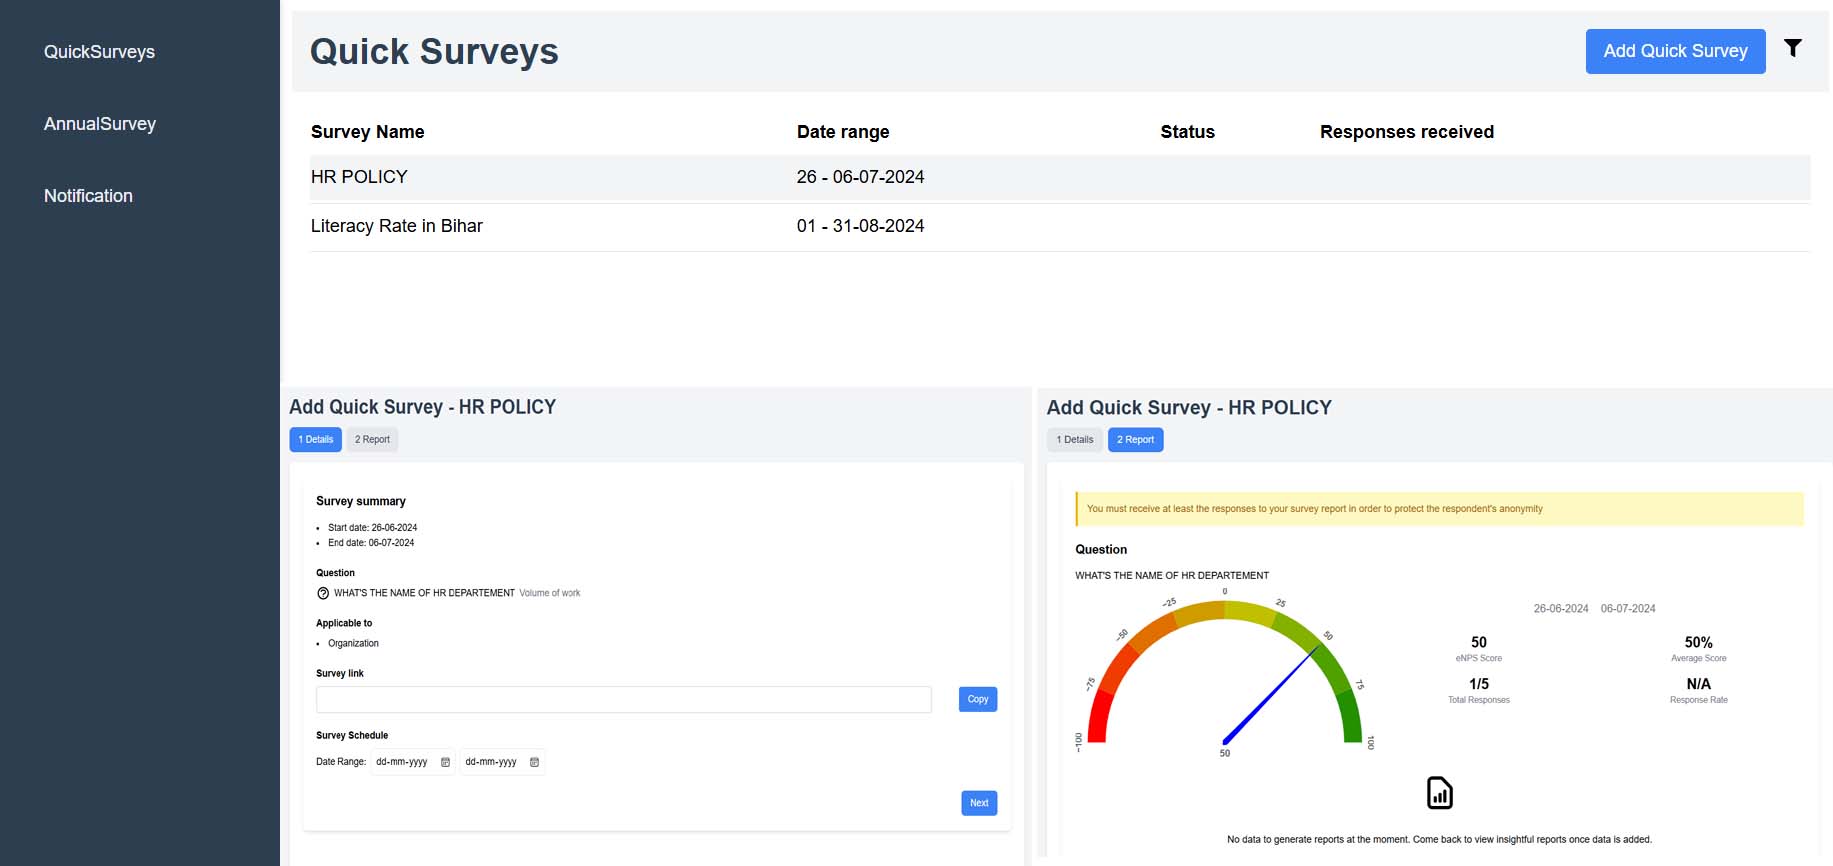 QuickSurveys
AnnualSurvey
Notification
Quick Surveys
Add Quick Survey
Survey Name Date range Status Responses received
HR POLICY 26 - 06-07-2024
Literacy Rate in Bihar 01 - 31-08-2024
Add Quick Survey - HR POLICY
1 Details 2 Report
Survey summary
• Start date: 26-06-2024
• End date: 06-07-2024
Question
WHAT'S THE NAME OF HR DEPARTEMENT Volume of work
Applicable to
• Organization
Survey link
Copy
Survey Schedule
Date Range: dd-mm-yyyy dd-mm-yyyy
Next
Add Quick Survey - HR POLICY
1 Details 2 Report
You must receive at least the responses to your survey report in order to protect the respondent's anonymity
Question
WHAT'S THE NAME OF HR DEPARTEMENT
−100
−75
−50
−25
0
25
50
75
100
50
26-06-2024 06-07-2024
50 50%
eNPS Score Average Score
1/5 N/A
Total Responses Response Rate
No data to generate reports at the moment. Come back to view insightful reports once data is added.